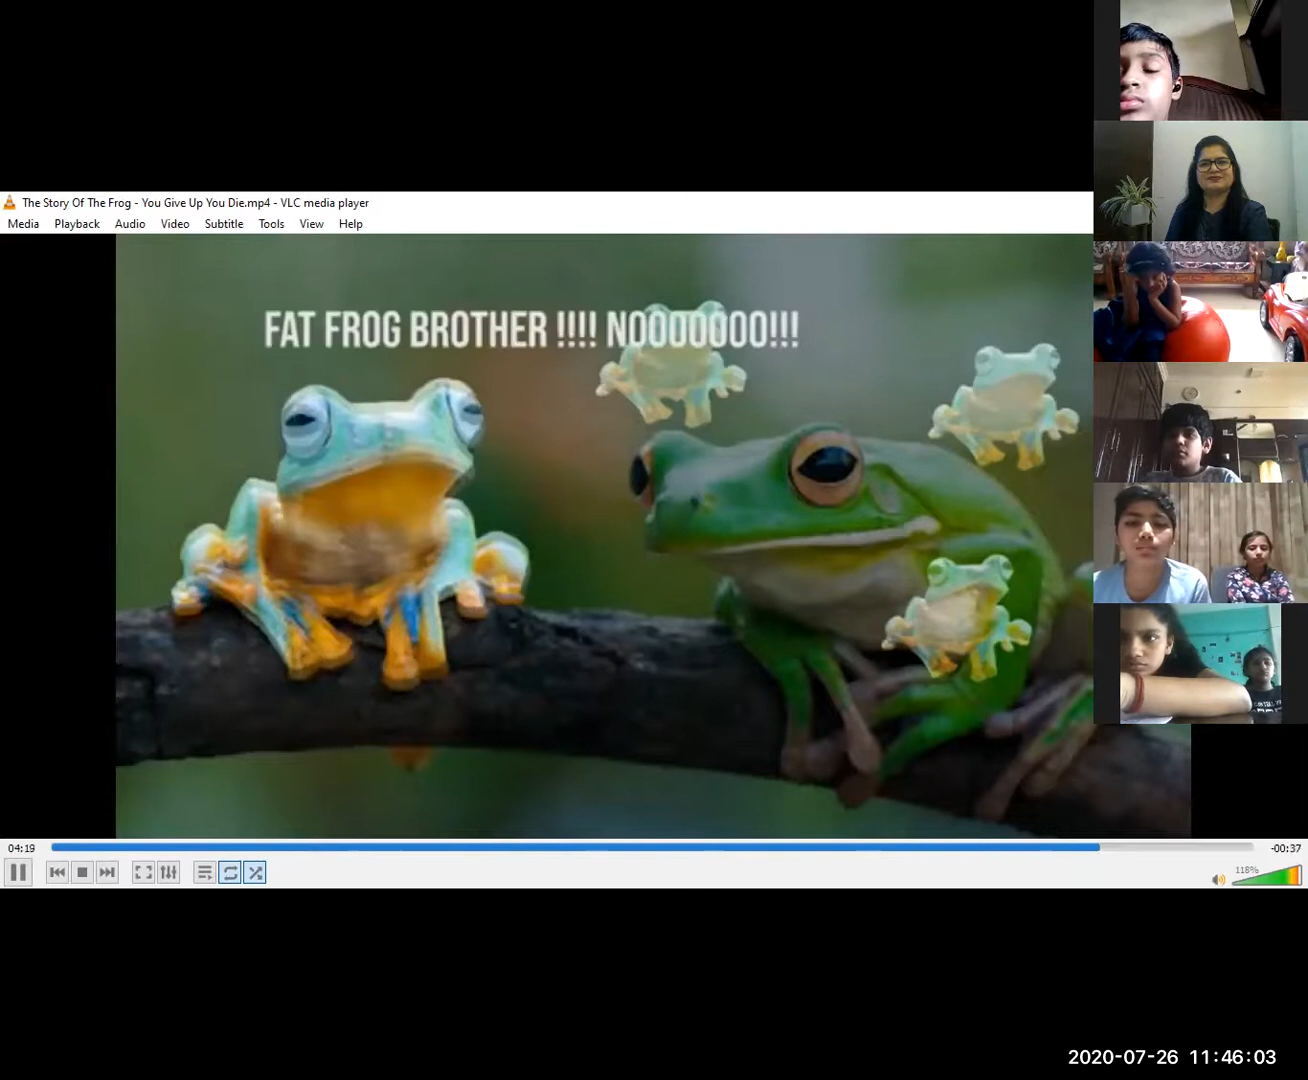 The Story Of The Frog - You Give Up You Die.mp4 - VLC media player
Media Playback Audio Video Subtitle Tools View Help
FAT FROG BROTHER !!!! NOOOOOOO!!!
04:19 -00:37
118%
2020-07-26 11:46:03